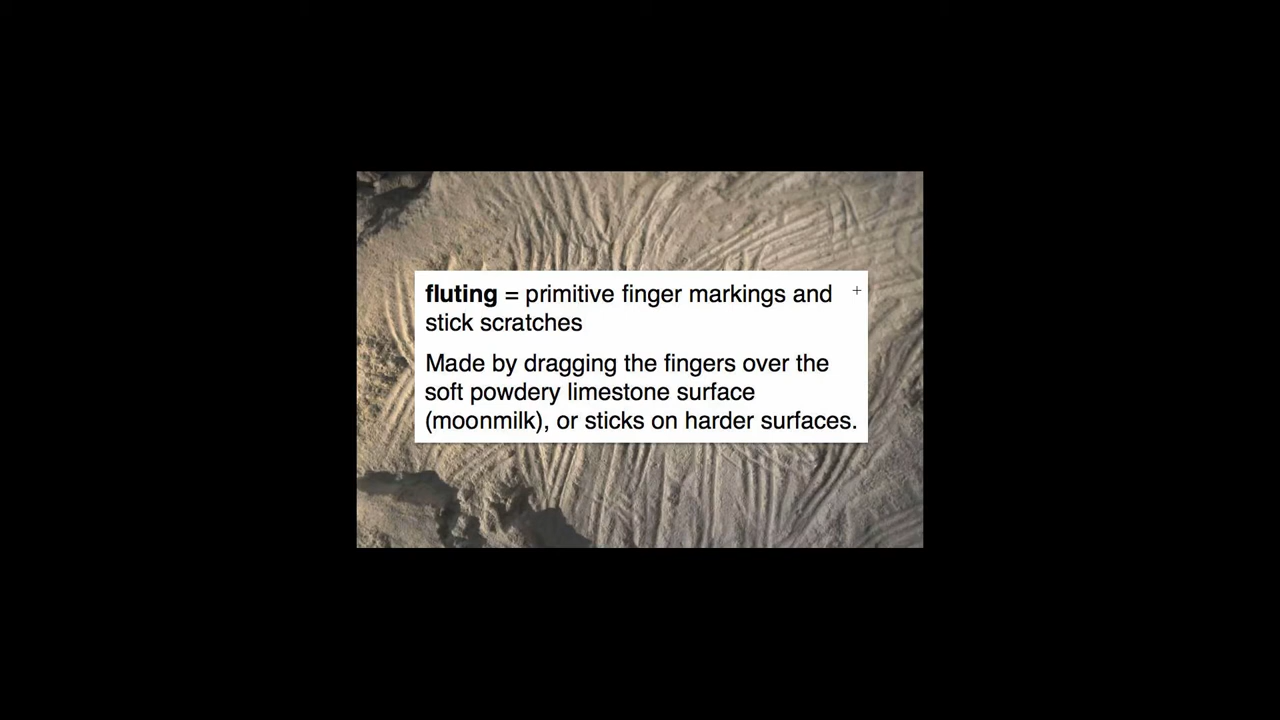 fluting = primitive finger markings and
stick scratches
Made by dragging the fingers over the
soft powdery limestone surface
(moonmilk), or sticks on harder surfaces.